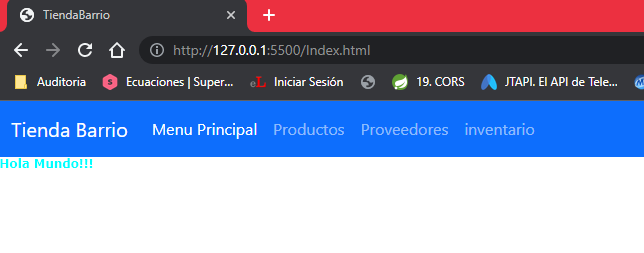 TiendaBarrio
http://127.0.0.1:5500/Index.html
Auditoria Ecuaciones | Super... eL Iniciar Sesión 19. CORS JTAPI. El API de Tele...
Tienda Barrio Menu Principal Productos Proveedores inventario
Hola Mundo!!!